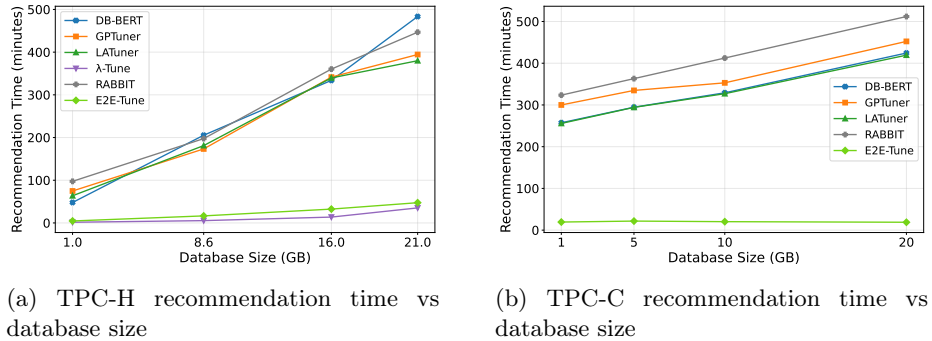 500
400
300
200
100
0
Recommendation Time (minutes)
DB-BERT
GPTuner
LATuner
λ-Tune
RABBIT
E2E-Tune
1.0 8.6 16.0 21.0
Database Size (GB)
500
400
300
200
100
0
Recommendation Time (minutes)
DB-BERT
GPTuner
LATuner
RABBIT
E2E-Tune
1 5 10 20
Database Size (GB)
(a) TPC-H recommendation time vs
database size
(b) TPC-C recommendation time vs
database size